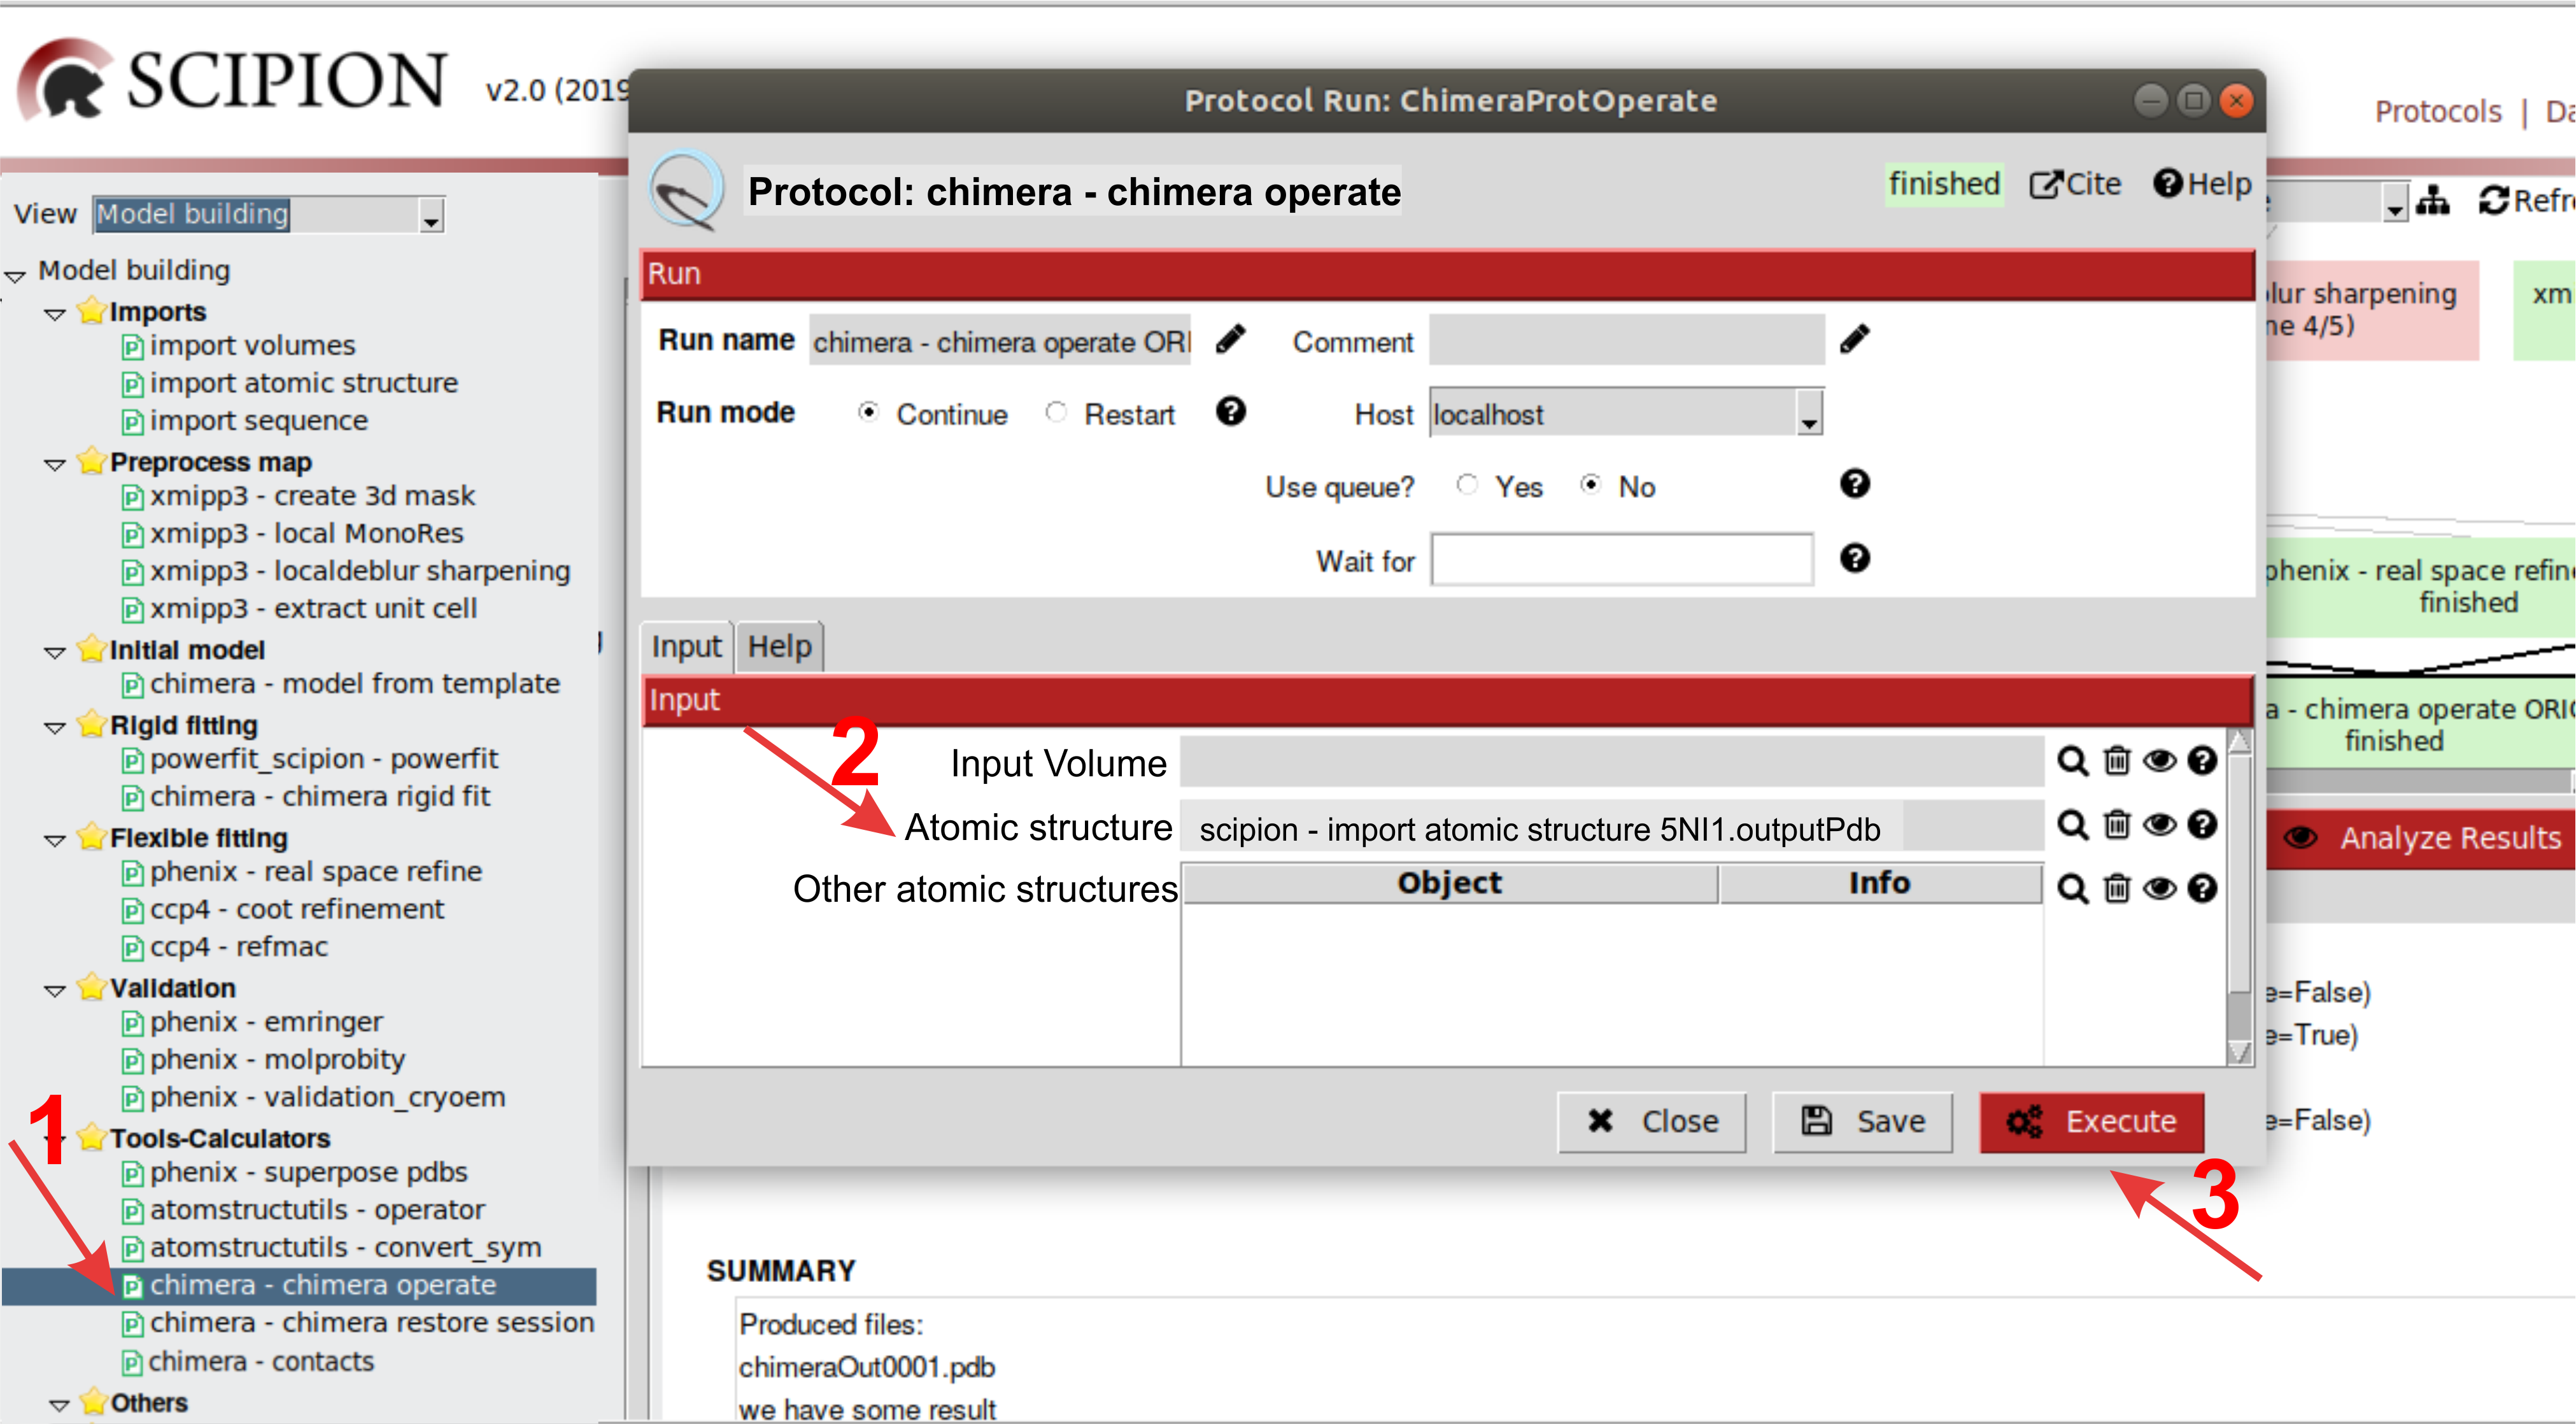 SCIPION v2.0 (2019
Protocols | Da
View Model building
Model building
Imports
import volumes
import atomic structure
import sequence
Preprocess map
xmipp3 - create 3d mask
xmipp3 - local MonoRes
xmipp3 - localdeblur sharpening
xmipp3 - extract unit cell
Initial model
chimera - model from template
Rigid fitting
powerfit_scipion - powerfit
chimera - chimera rigid fit
Flexible fitting
phenix - real space refine
ccp4 - coot refinement
ccp4 - refmac
Validation
phenix - emringer
phenix - molprobity
phenix - validation_cryoem
1
Tools-Calculators
phenix - superpose pdbs
atomstructutils - operator
atomstructutils - convert_sym
chimera - chimera operate
chimera - chimera restore session
chimera - contacts
Others
Protocol Run: ChimeraProtOperate
Protocol: chimera - chimera operate
finished Cite Help
Run
Run name chimera - chimera operate ORI Comment
Run mode Continue Restart Host localhost
Use queue? Yes No
Wait for
Input Help
Input
2
Input Volume
Atomic structure scipion - import atomic structure 5NI1.outputPdb
Other atomic structures Object Info
Close Save Execute
3
Refre
lur sharpening
ne 4/5)
xm
phenix - real space refine
finished
a - chimera operate ORIG
finished
Analyze Results
e=False)
e=True)
e=False)
SUMMARY
Produced files:
chimeraOut0001.pdb
we have some result